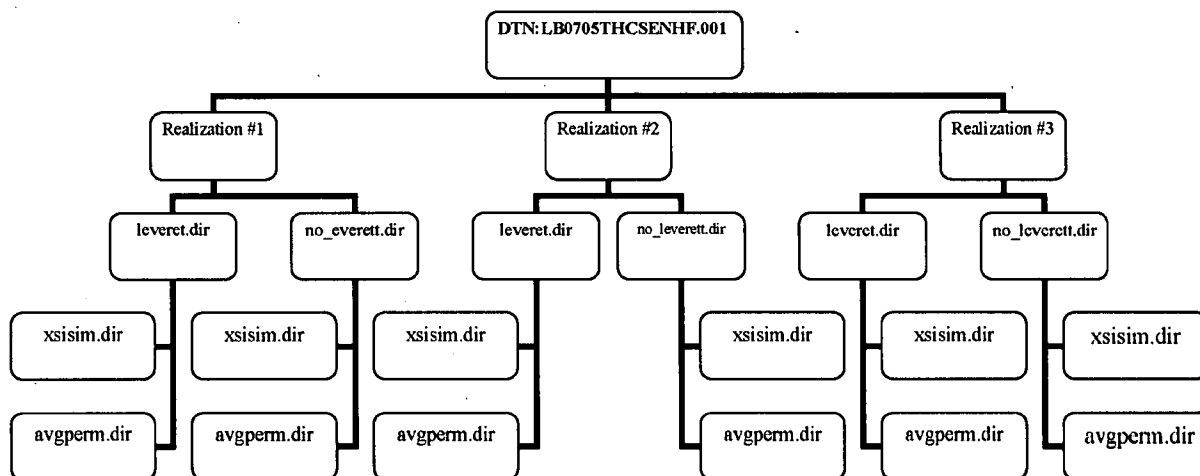 DTN:LB0705THCSENHF.001
Realization #1
Realization #2
Realization #3
leveret.dir
no_everett.dir
leveret.dir
no_leverett.dir
leveret.dir
no_leverett.dir
xsisim.dir
xsisim.dir
xsisim.dir
xsisim.dir
xsisim.dir
xsisim.dir
avgperm.dir
avgperm.dir
avgperm.dir
avgperm.dir
avgperm.dir
avgperm.dir